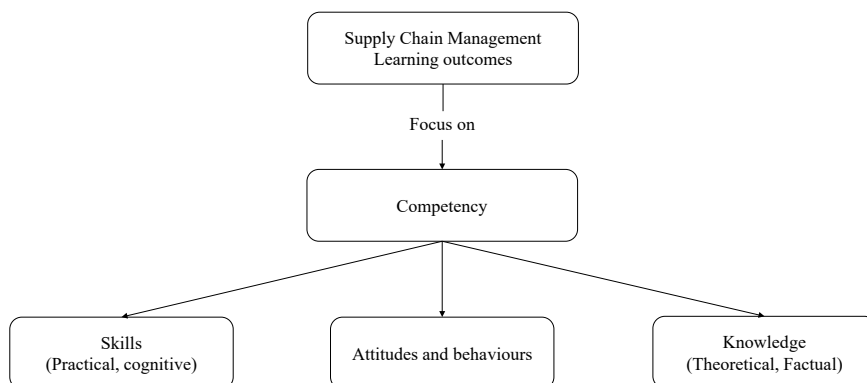 Supply Chain Management
Learning outcomes
Focus on
Competency
Skills
(Practical, cognitive)
Attitudes and behaviours
Knowledge
(Theoretical, Factual)